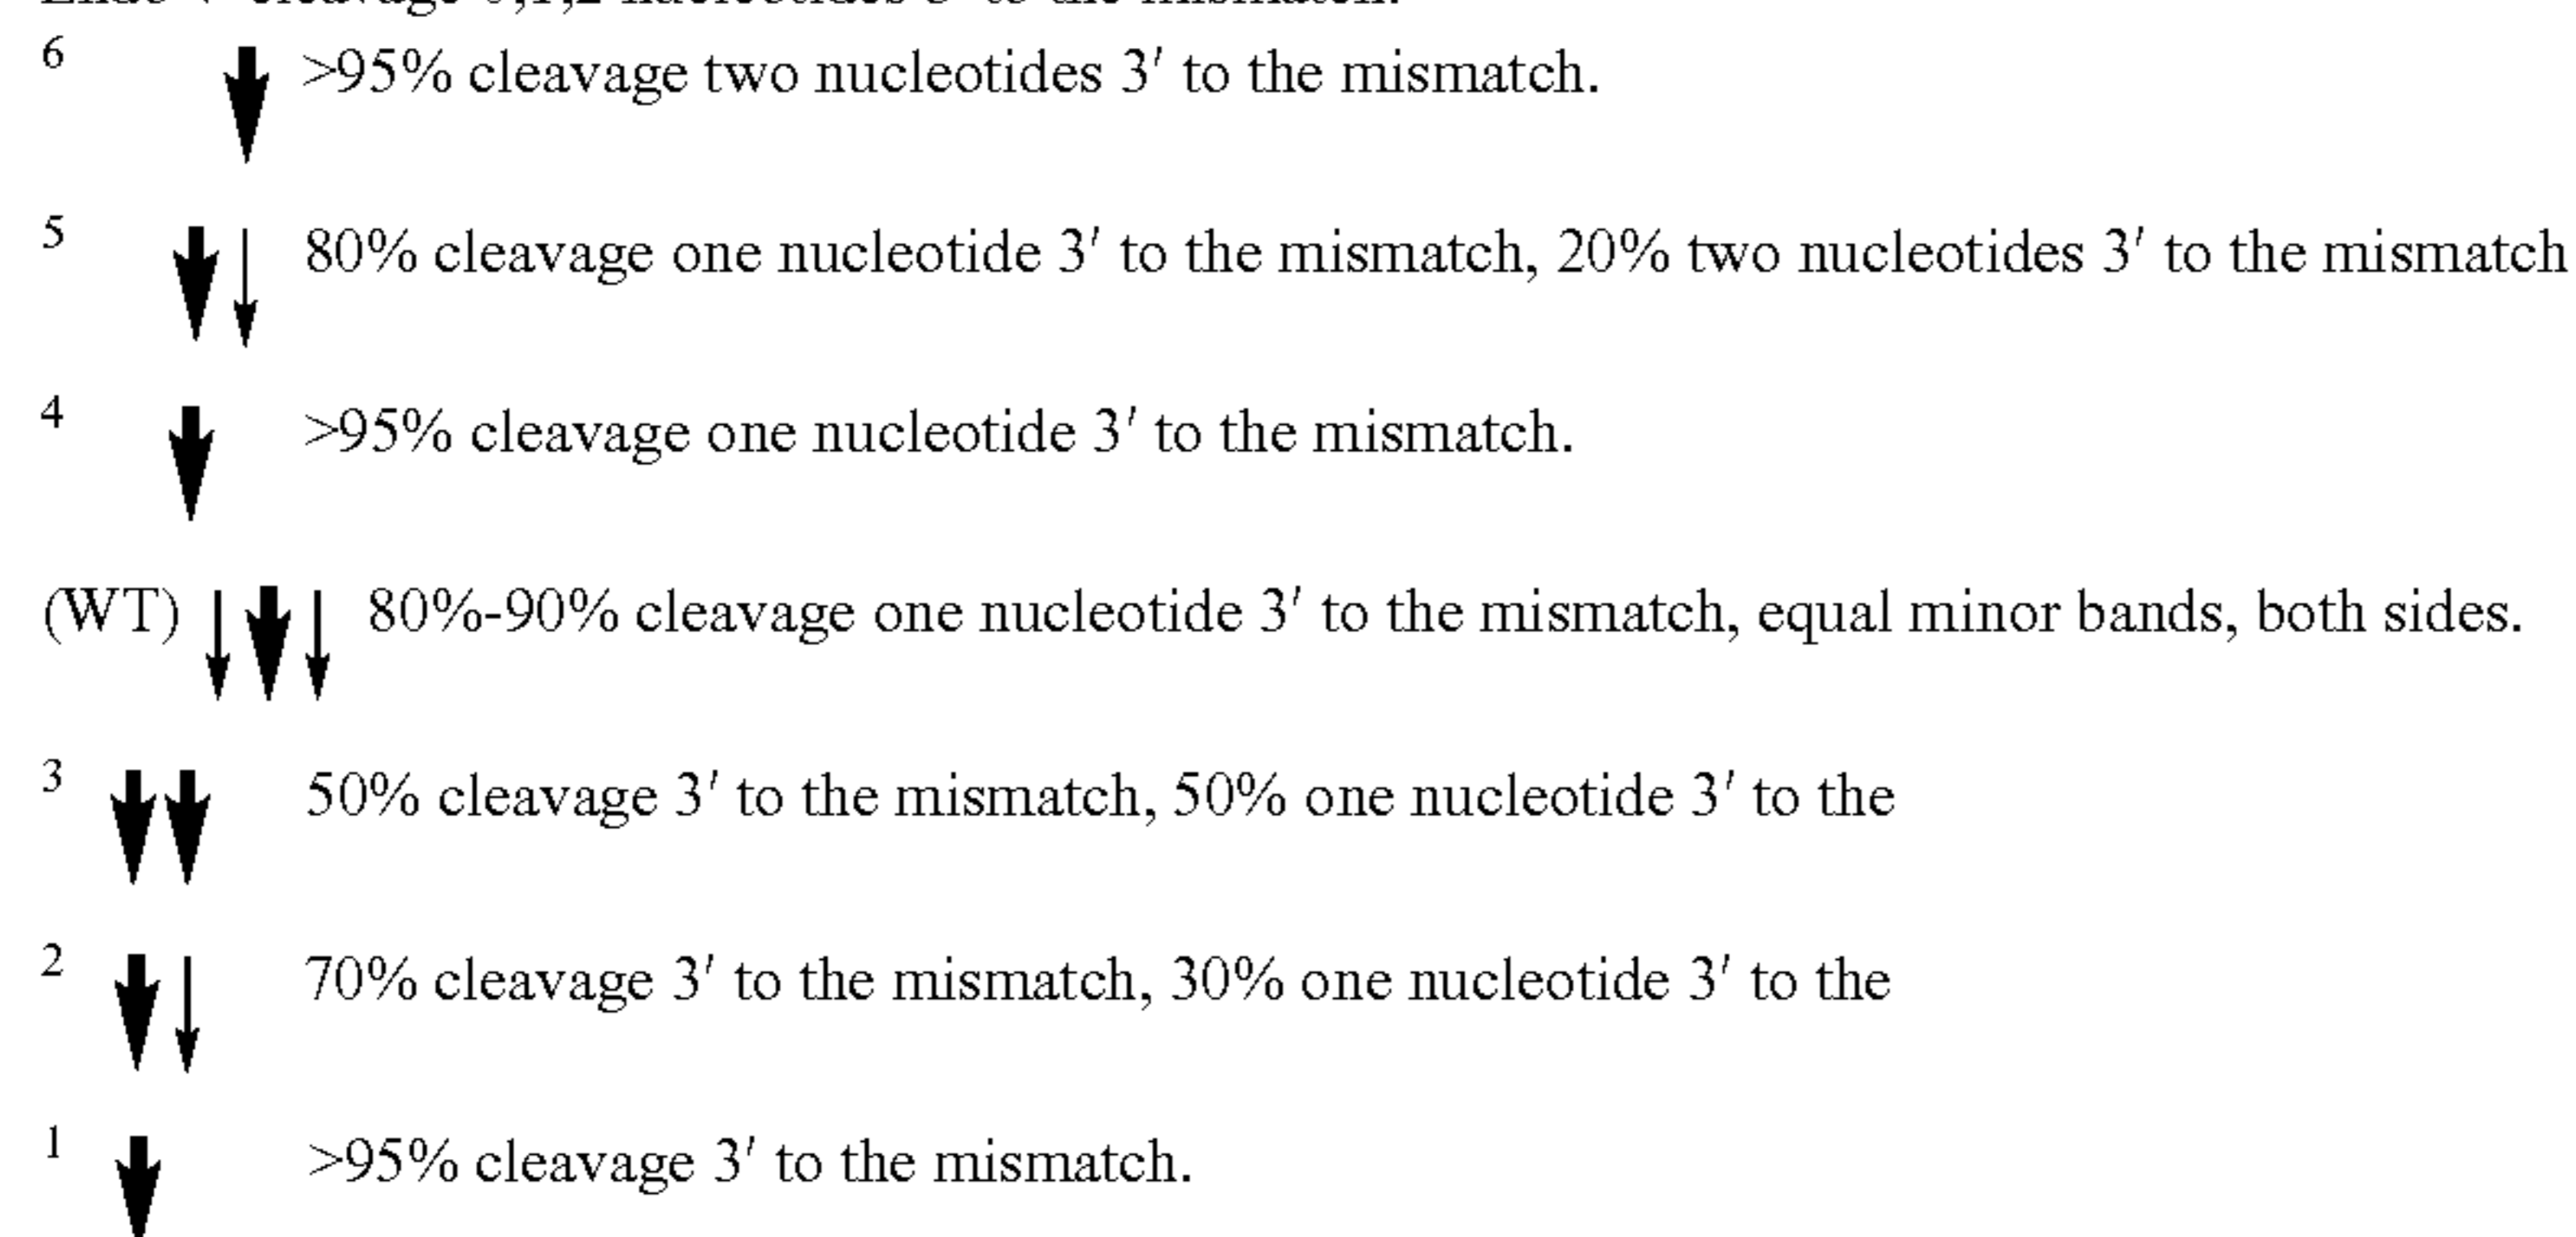 6 >95% cleavage two nucleotides 3′ to the mismatch.
5 80% cleavage one nucleotide 3′ to the mismatch, 20% two nucleotides 3′ to the mismatch
4 >95% cleavage one nucleotide 3′ to the mismatch.
(WT) 80%-90% cleavage one nucleotide 3′ to the mismatch, equal minor bands, both sides.
3 50% cleavage 3′ to the mismatch, 50% one nucleotide 3′ to the
2 70% cleavage 3′ to the mismatch, 30% one nucleotide 3′ to the
1 >95% cleavage 3′ to the mismatch.